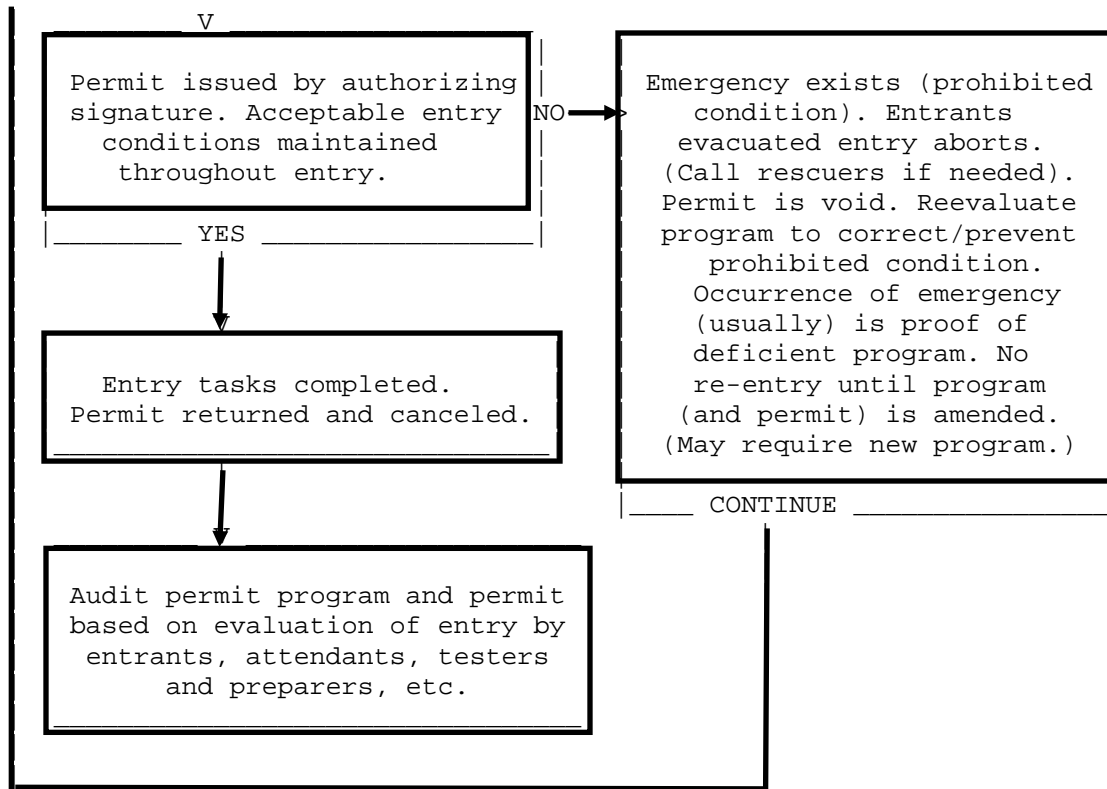 V
Permit issued by authorizing
signature. Acceptable entry
conditions maintained
throughout entry.
NO
YES
Emergency exists (prohibited
condition). Entrants
evacuated entry aborts.
(Call rescuers if needed).
Permit is void. Reevaluate
program to correct/prevent
prohibited condition.
Occurrence of emergency
(usually) is proof of
deficient program. No
re-entry until program
(and permit) is amended.
(May require new program.)
CONTINUE
Entry tasks completed.
Permit returned and canceled.
Audit permit program and permit
based on evaluation of entry by
entrants, attendants, testers
and preparers, etc.